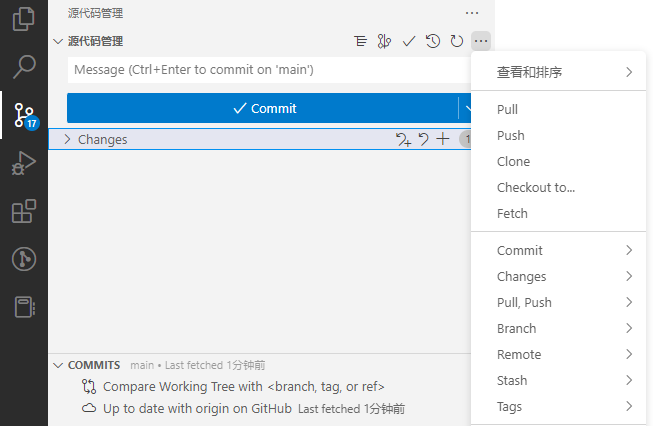 源代码管理
源代码管理
Message (Ctrl+Enter to commit on 'main')
Commit
Changes
17
查看和排序
Pull
Push
Clone
Checkout to...
Fetch
Commit
Changes
Pull, Push
Branch
Remote
Stash
Tags
COMMITS main • Last fetched 1分钟前
Compare Working Tree with <branch, tag, or ref>
Up to date with origin on GitHub Last fetched 1分钟前